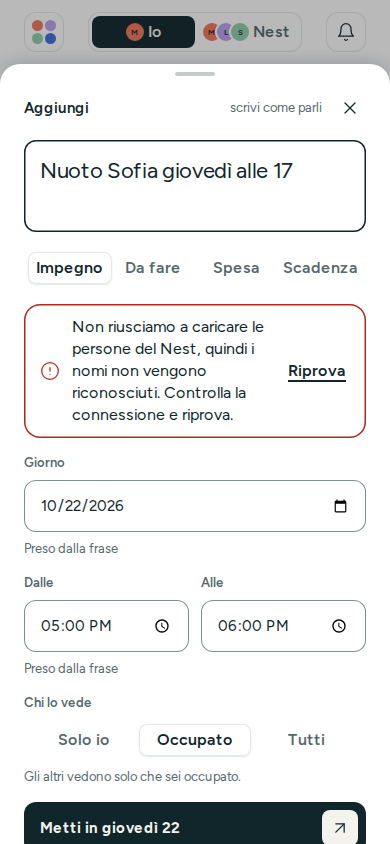 M Io M L S Nest
Aggiungi scrivi come parli
Nuoto Sofia giovedì alle 17
Impegno Da fare Spesa Scadenza
Non riusciamo a caricare le
persone del Nest, quindi i
nomi non vengono
riconosciuti. Controlla la
connessione e riprova.
Riprova
Giorno
10/22/2026
Preso dalla frase
Dalle Alle
05:00 PM 06:00 PM
Preso dalla frase
Chi lo vede
Solo io Occupato Tutti
Gli altri vedono solo che sei occupato.
Metti in giovedì 22